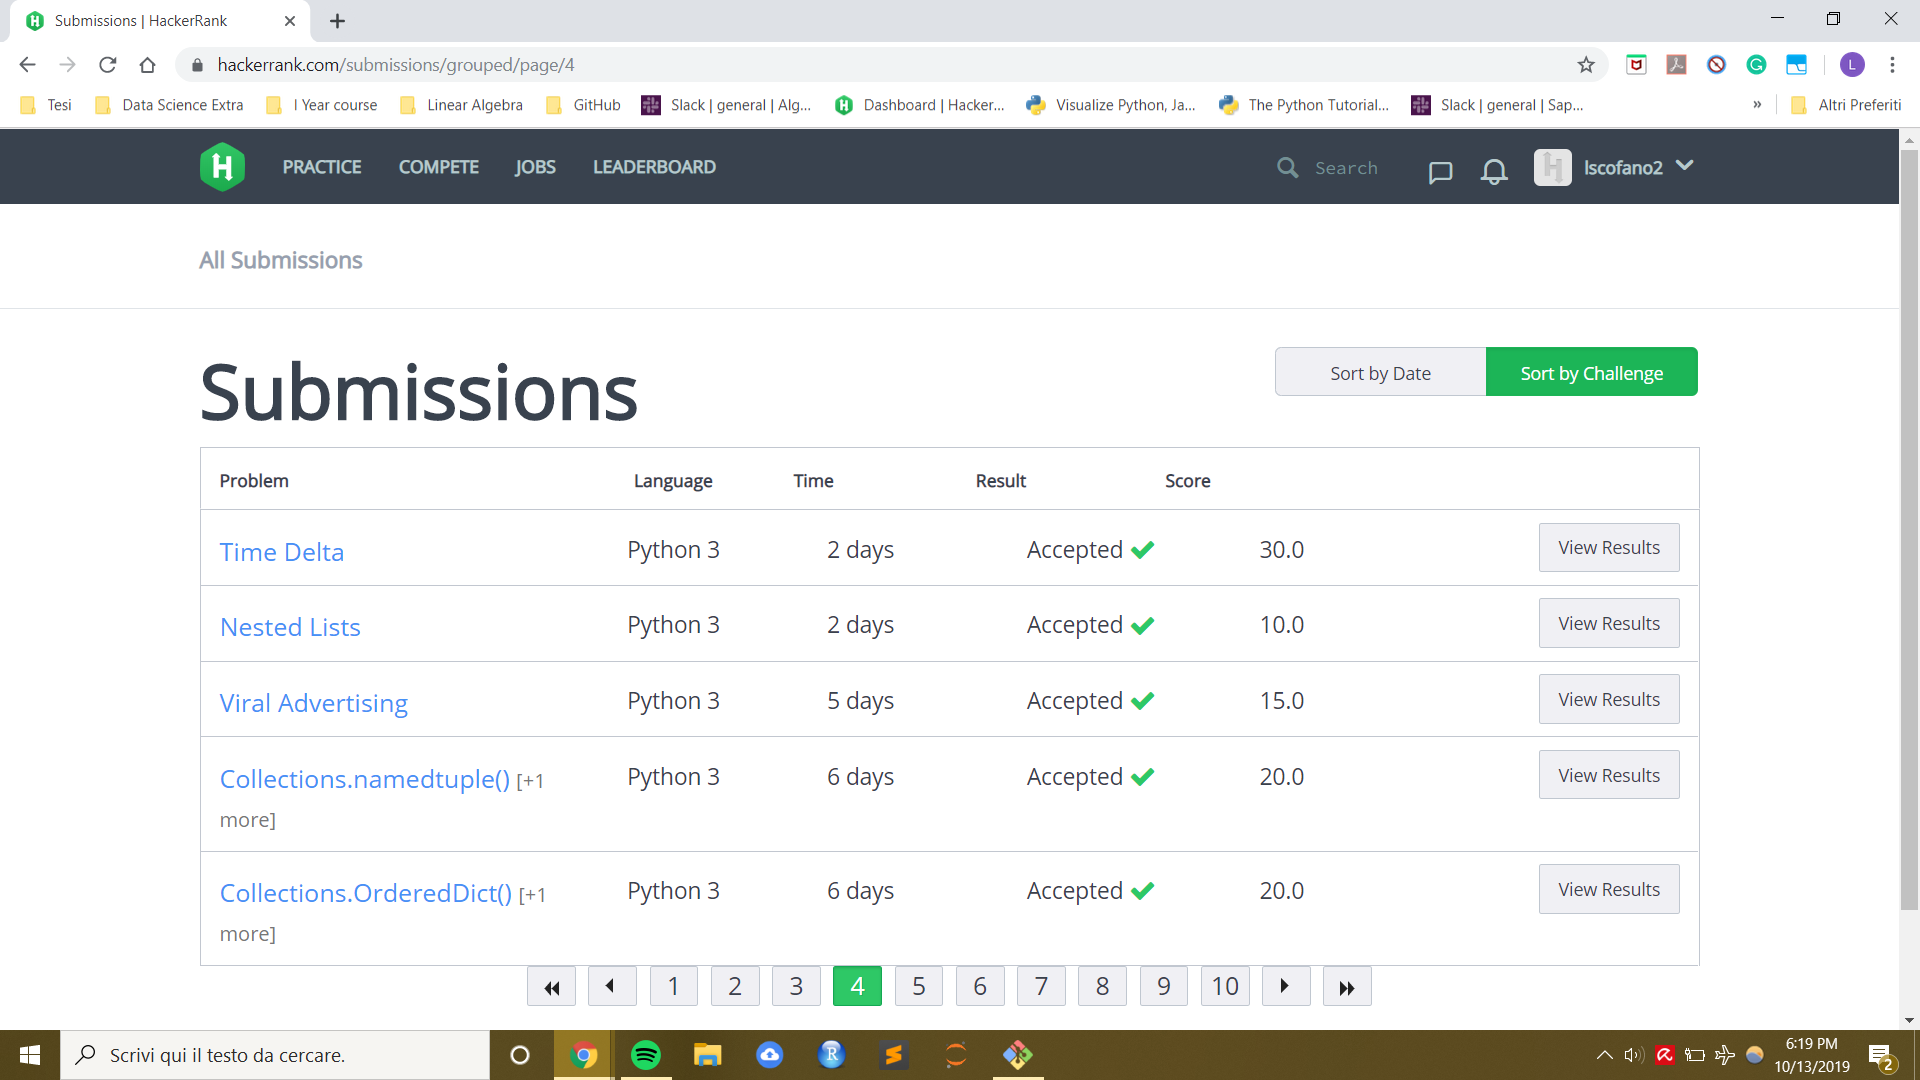 Submissions | HackerRank
hackerrank.com/submissions/grouped/page/4
L
Tesi Data Science Extra I Year course Linear Algebra GitHub Slack | general | Alg... Dashboard | Hacker... Visualize Python, Ja... The Python Tutorial... Slack | general | Sap... » Altri Preferiti
PRACTICE COMPETE JOBS LEADERBOARD Search lscofano2
All Submissions
Submissions
Sort by Date Sort by Challenge
Problem Language Time Result Score
Time Delta Python 3 2 days Accepted 30.0 View Results
Nested Lists Python 3 2 days Accepted 10.0 View Results
Viral Advertising Python 3 5 days Accepted 15.0 View Results
Collections.namedtuple() [+1 Python 3 6 days Accepted 20.0 View Results
more]
Collections.OrderedDict() [+1 Python 3 6 days Accepted 20.0 View Results
more]
1 2 3 4 5 6 7 8 9 10
Scrivi qui il testo da cercare.
6:19 PM
10/13/2019
2